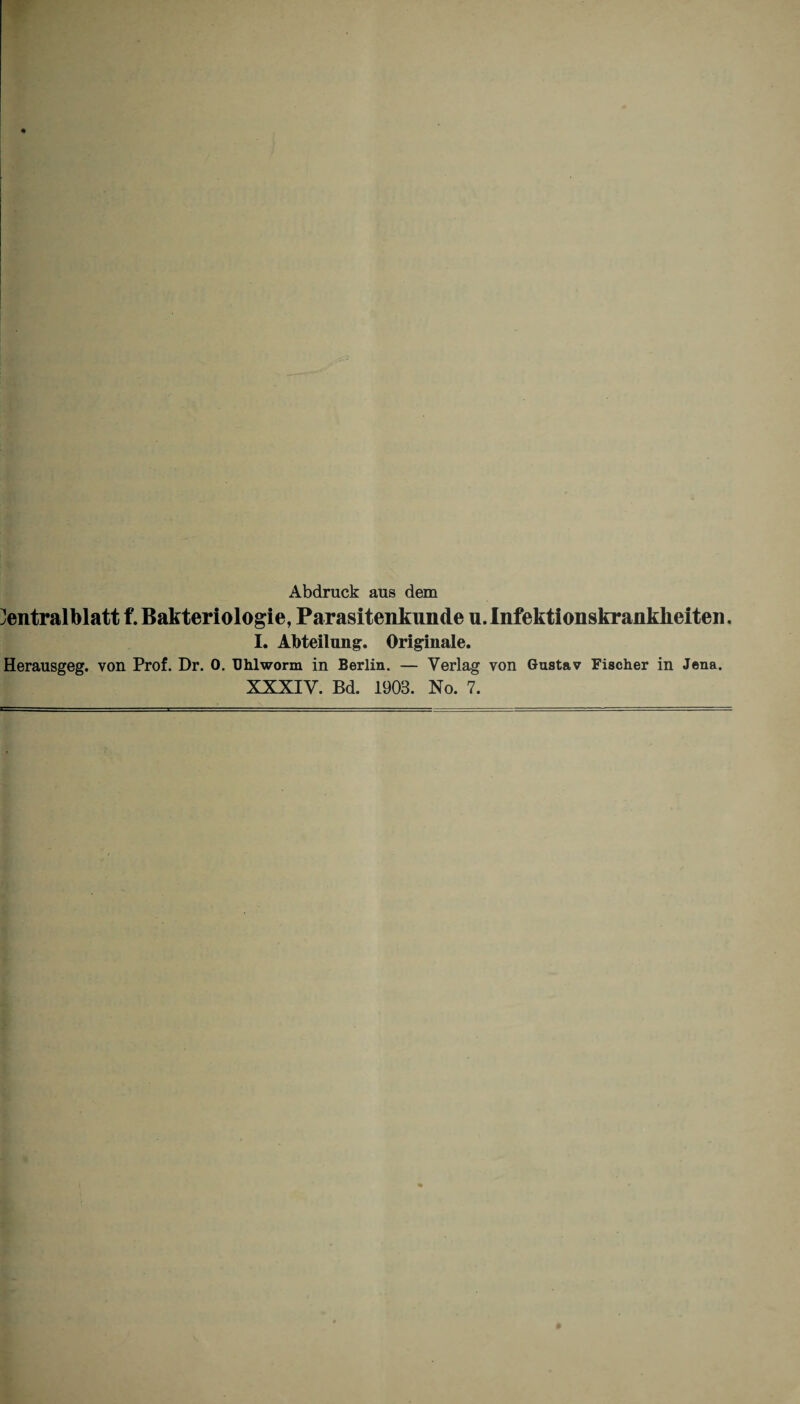 Abdruck aus dem
Centralblatt f. Bakteriologie, Parasitenkunde u. Infektionskrankheiten.
I. Abteilung. Originale.
Herausgeg. von Prof. Dr. O. Uhlworm in Berlin. — Verlag von Gustav Fischer in Jena.
XXXIV. Bd. 1903. No. 7.